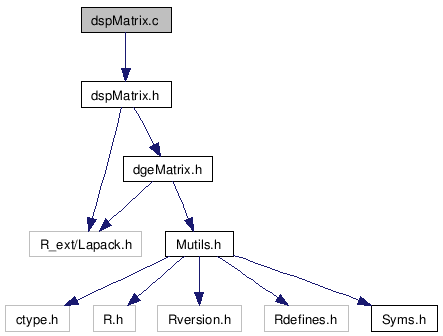 dspMatrix.c
dspMatrix.h
dgeMatrix.h
R_ext/Lapack.h
Mutils.h
ctype.h
R.h
Rversion.h
Rdefines.h
Syms.h